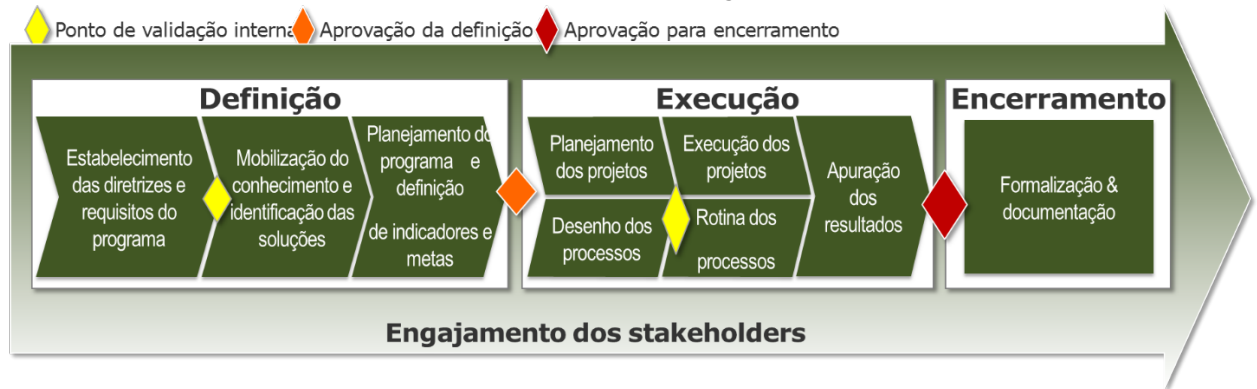 Ponto de validação interna Aprovação da definição Aprovação para encerramento
Definição
Estabelecimento
das diretrizes e
requisitos do
programa
Mobilização do
conhecimento e
identificação das
soluções
Planejamento do
programa e
definição
de indicadores e
metas
Execução
Planejamento
dos projetos
Desenho dos
processos
Execução dos
projetos
Rotina dos
processos
Apuração
dos
resultados
Encerramento
Formalização &
documentação
Engajamento dos stakeholders